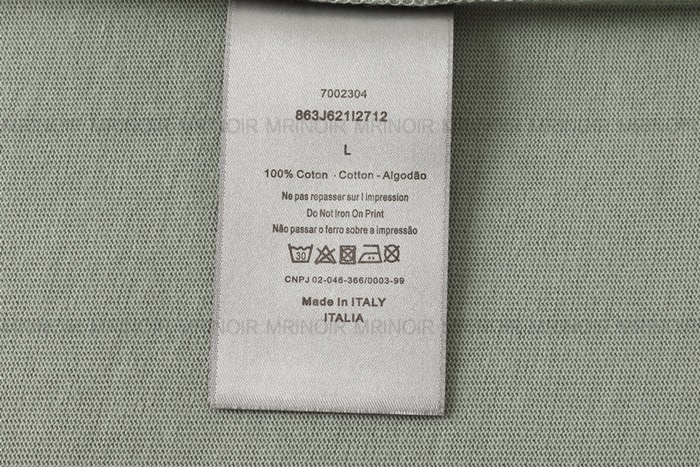 7002304
863J621I2712
MRINOIR MRINOIR MRINOIR MRINOIR MRINOIR
L
100% Coton · Cotton - Algodão
Ne pas repasser sur l impression
Do Not Iron On Print
Não passar o ferro sobre a impressão
30
CNPJ 02-046-366/0003-99
Made In ITALY
ITALIA
MRINOIR MRINOIR MRINOIR MRINOIR MRINOIR